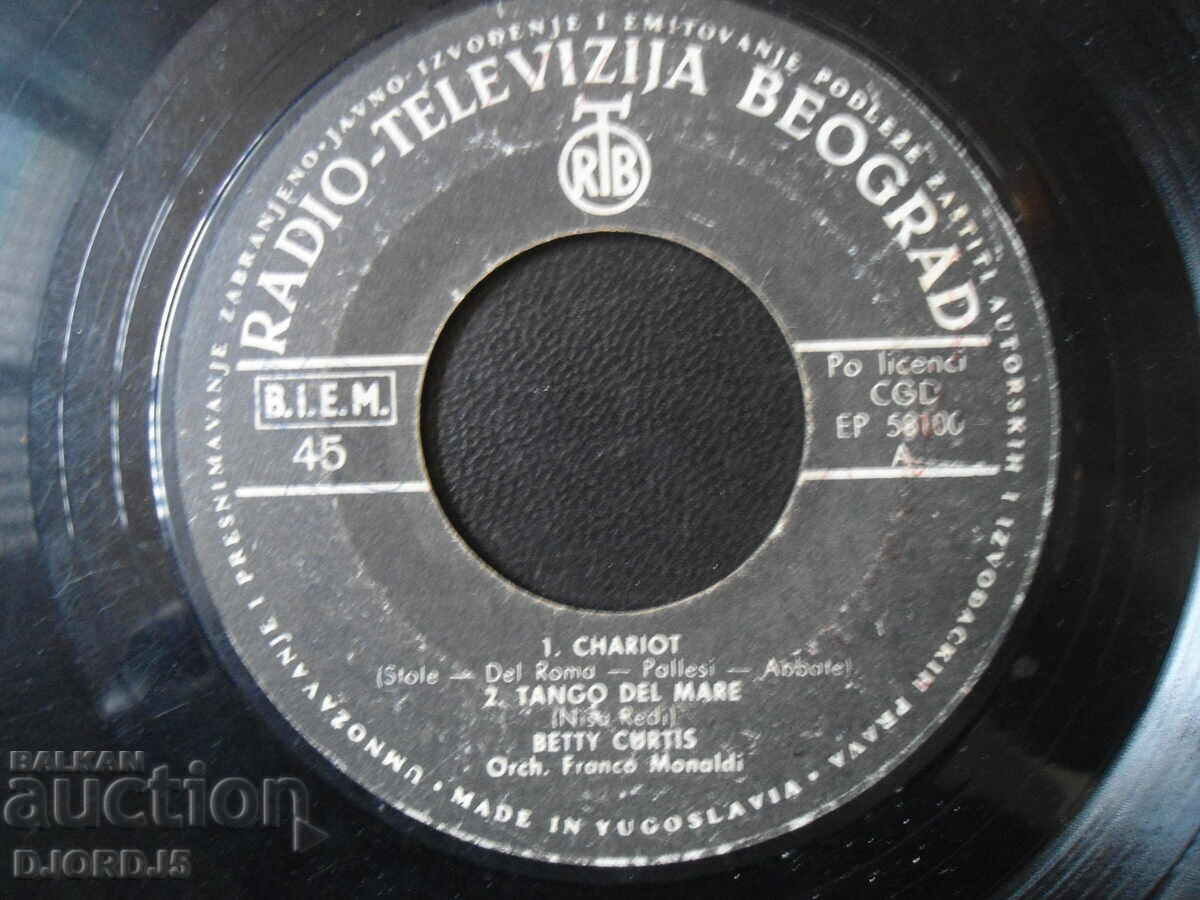 UMNOŽAVANJE I PRESNIMAVANJE ZABRANJENO·JAVNO·IZVOĐENJE I EMITOVANJE PODLEŽE ZAŠTITI AUTORSKIH I IZVOĐAČKIH PRAVA·
RADIO-TELEVIZIJA BEOGRAD
RTB
B.I.E.M.
45
Po licenci
CGD
EP 58100
A
1. CHARIOT
(Stole — Del Roma — Pallesi — Abbate)
2. TANGO DEL MARE
(Nisa Redi)
BETTY CURTIS
Orch. Franco Monaldi
· MADE IN YUGOSLAVIA ·
BALKAN
auction
DJORDJ5